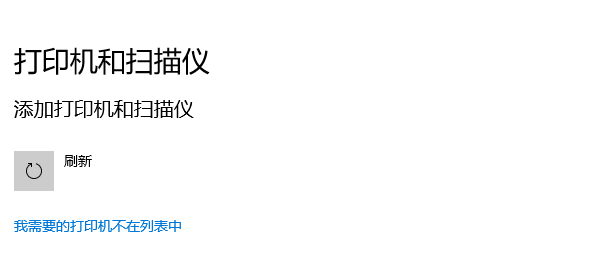 打印机和扫描仪
添加打印机和扫描仪
刷新
我需要的打印机不在列表中